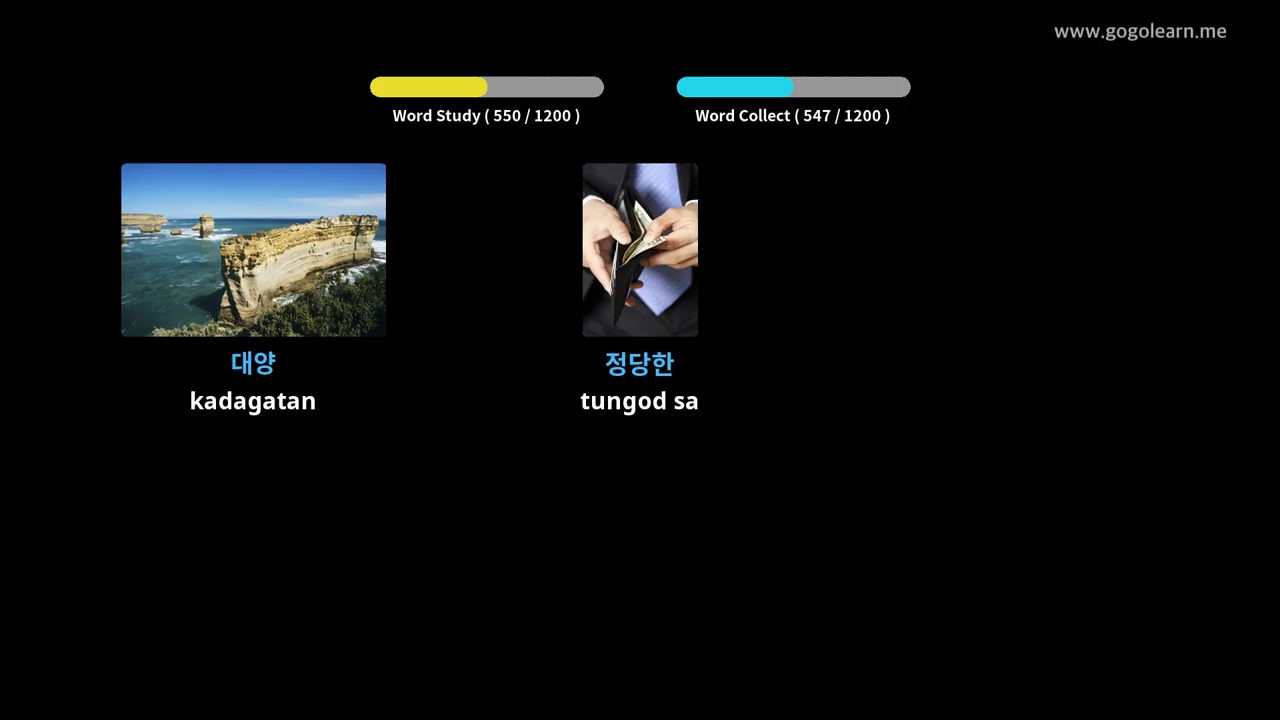 www.gogolearn.me
Word Study ( 550 / 1200 )
Word Collect ( 547 / 1200 )
대양
kadagatan
정당한
tungod sa